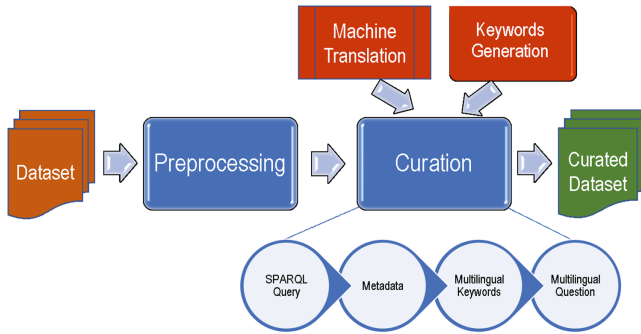 Machine
Translation
Keywords
Generation
Dataset
Preprocessing
Curation
Curated
Dataset
SPARQL
Query
Metadata
Multilingual
Keywords
Multilingual
Question